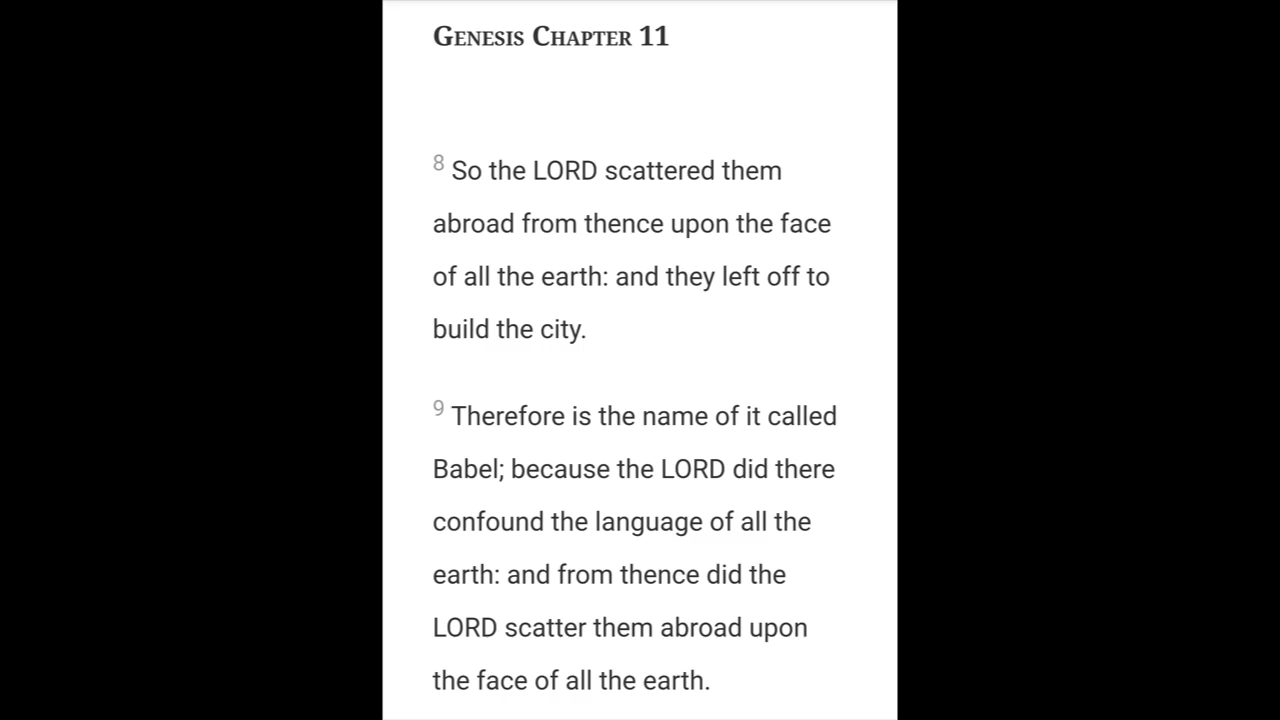 Genesis Chapter 11
8 So the LORD scattered them
abroad from thence upon the face
of all the earth: and they left off to
build the city.
9 Therefore is the name of it called
Babel; because the LORD did there
confound the language of all the
earth: and from thence did the
LORD scatter them abroad upon
the face of all the earth.